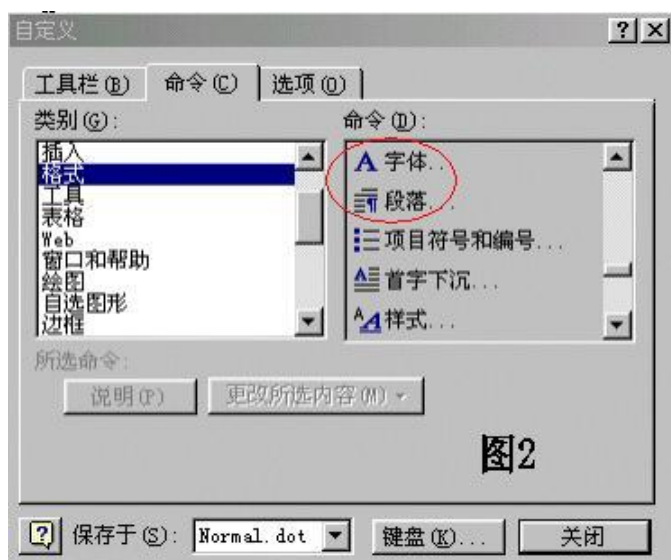 自定义
工具栏(B) 命令(C) 选项(O)
类别(G):
插入
格式
工具
表格
Web
窗口和帮助
绘图
自选图形
边框
命令(D):
字体...
段落...
项目符号和编号...
首字下沉...
样式...
所选命令:
说明(P) 更改所选内容(M)
图2
保存于(S): Normal.dot 键盘(K)... 关闭